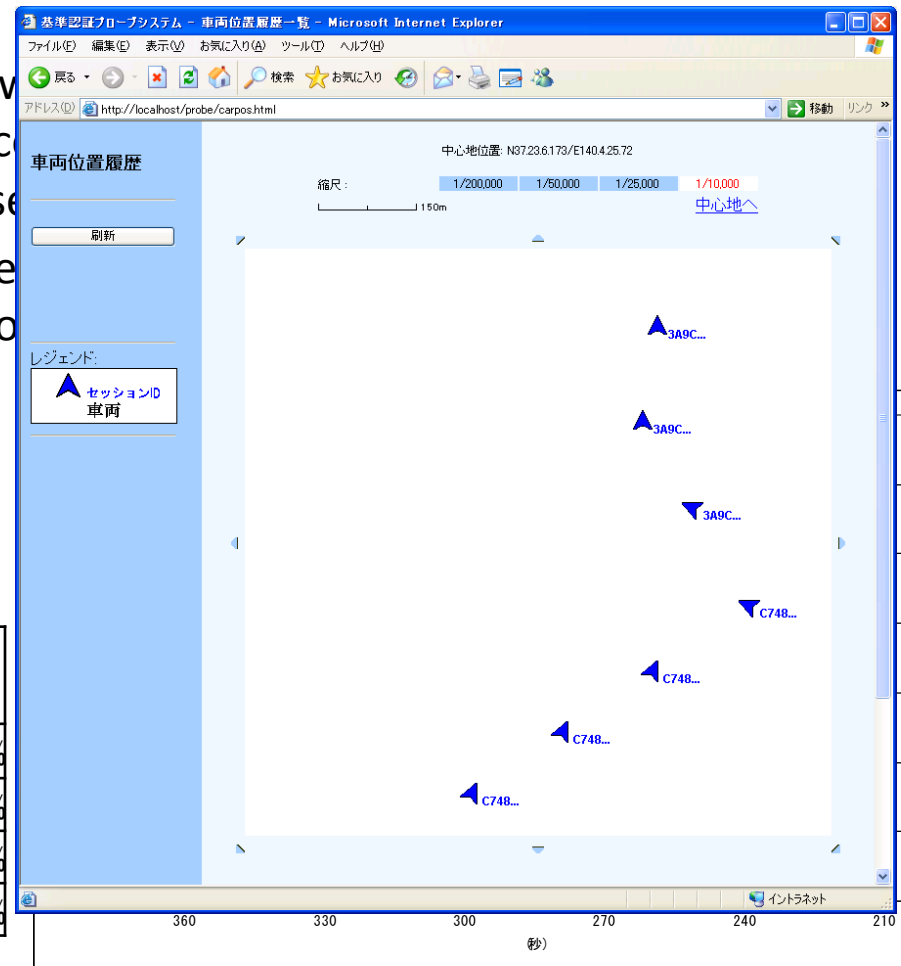 基準認証プローブシステム - 車両位置履歴一覧 - Microsoft Internet Explorer
ファイル(F) 編集(E) 表示(V) お気に入り(A) ツール(T) ヘルプ(H)
戻る 検索 お気に入り
アドレス(D) http://localhost/probe/carpos.html 移動 リンク »
車両位置履歴
刷新
レジェンド:
セッションID
車両
中心地位置: N37.23.6.173/E140.4.25.72
縮尺: 1/200,000 1/50,000 1/25,000 1/10,000
150m 中心地へ
3A9C...
3A9C...
3A9C...
C748...
C748...
C748...
C748...
イントラネット
360 330 300 270 240 210
(秒)